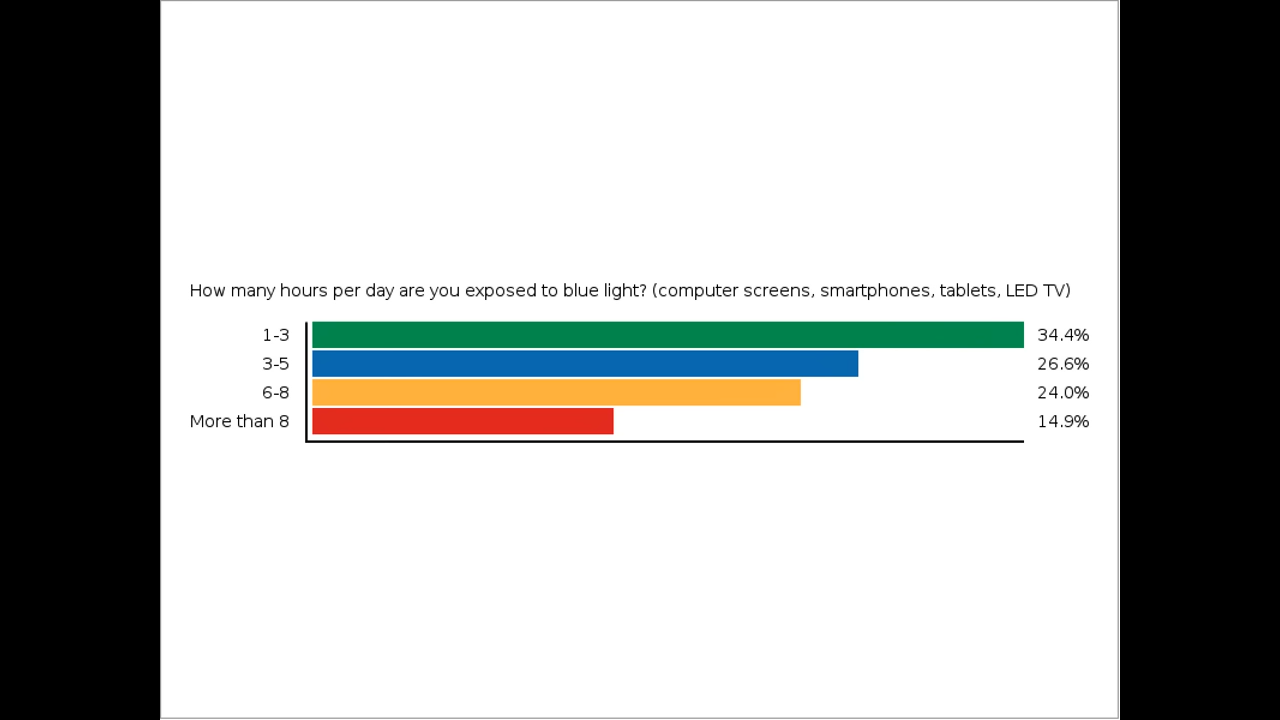 How many hours per day are you exposed to blue light? (computer screens, smartphones, tablets, LED TV)
1-3 34.4%
3-5 26.6%
6-8 24.0%
More than 8 14.9%